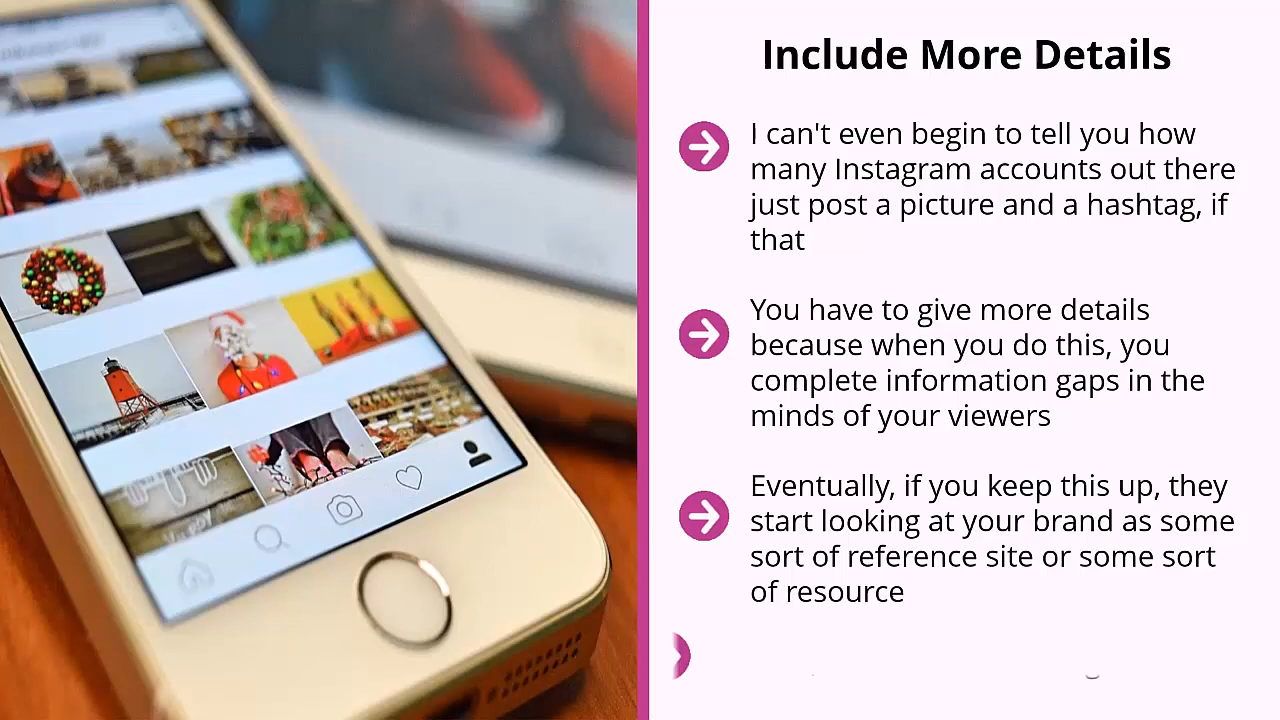 Include More Details
I can't even begin to tell you how
many Instagram accounts out there
just post a picture and a hashtag, if
that
You have to give more details
because when you do this, you
complete information gaps in the
minds of your viewers
Eventually, if you keep this up, they
start looking at your brand as some
sort of reference site or some sort
of resource